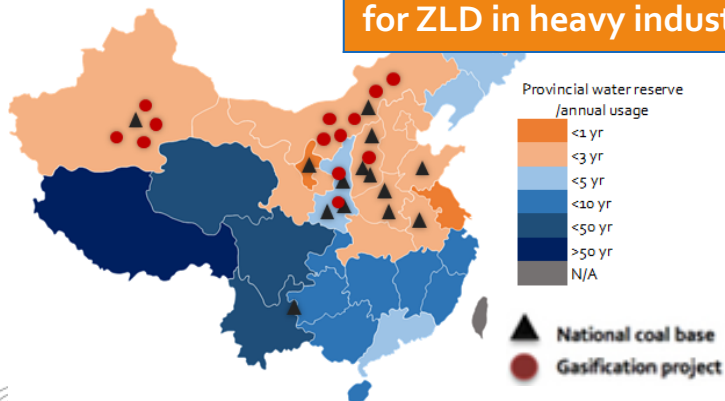 for ZLD in heavy indust
Provincial water reserve
/annual usage
<1 yr
<3 yr
<5 yr
<10 yr
<50 yr
>50 yr
N/A
National coal base
Gasification project